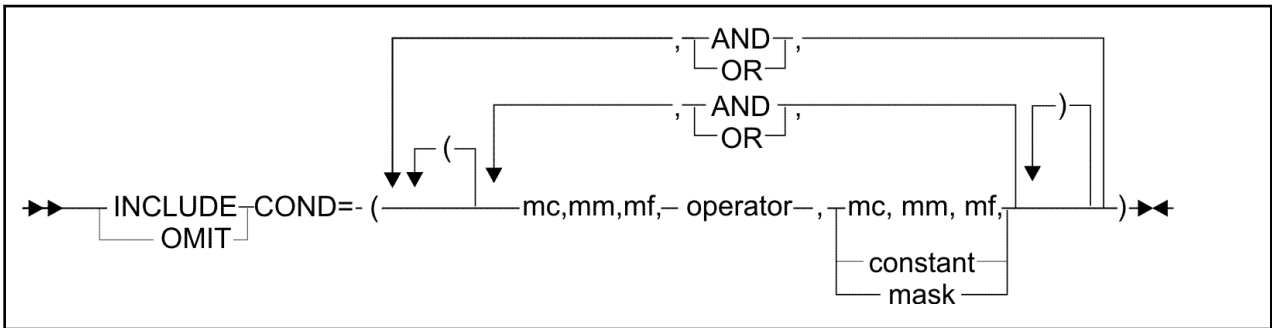 , AND ,
OR
, AND ,
OR
( )
INCLUDE COND=- ( mc,mm,mf, operator , mc, mm, mf, )
OMIT
constant
mask